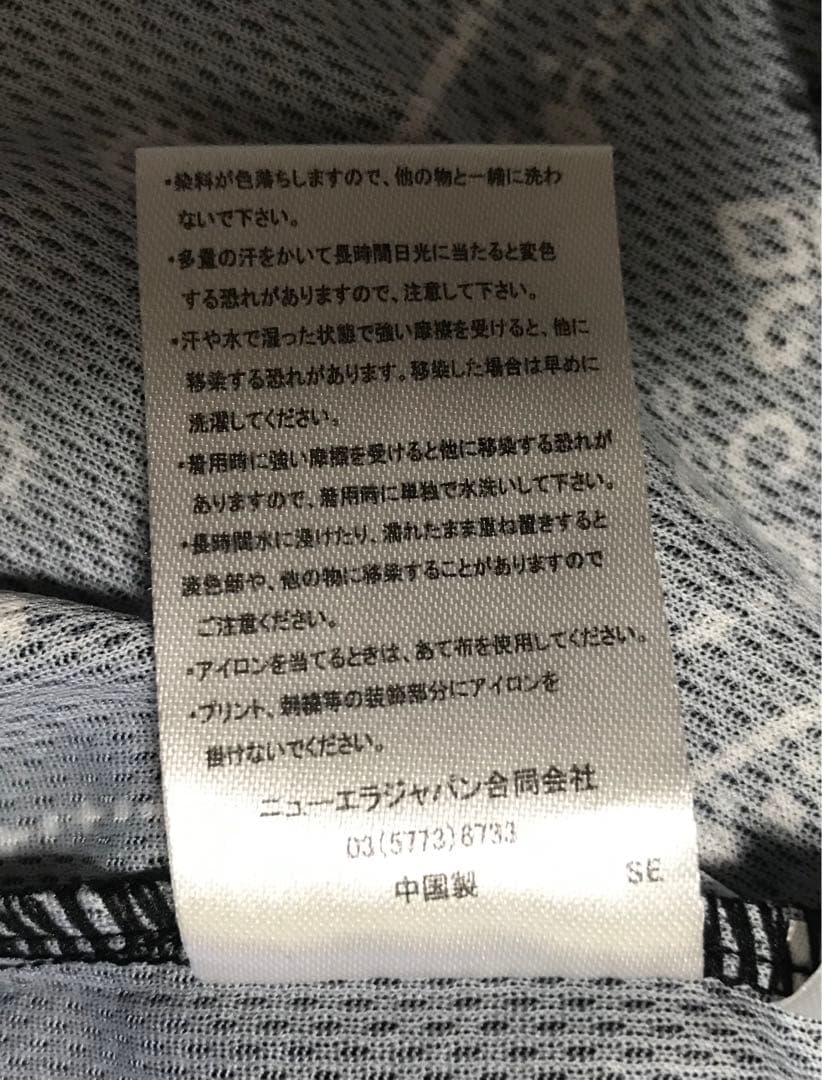 ・染料が色落ちしますので、他の物と一緒に洗わ
ないで下さい。
・多量の汗をかいて長時間日光に当たると変色
する恐れがありますので、注意して下さい。
・汗や水で湿った状態で強い摩擦を受けると、他に
移染する恐れがあります。移染した場合は早めに
洗濯してください。
・着用時に強い摩擦を受けると他に移染する恐れが
ありますので、着用時に単独で水洗いして下さい。
・長時間水に浸けたり、濡れたまま重ね置きすると
淡色部や、他の物に移染することがありますので
ご注意ください。
・アイロンを当てるときは、あて布を使用してください。
・プリント、刺繍等の装飾部分にアイロンを
掛けないでください。
ニューエラジャパン合同会社
03(5773)8733
中国製
SE